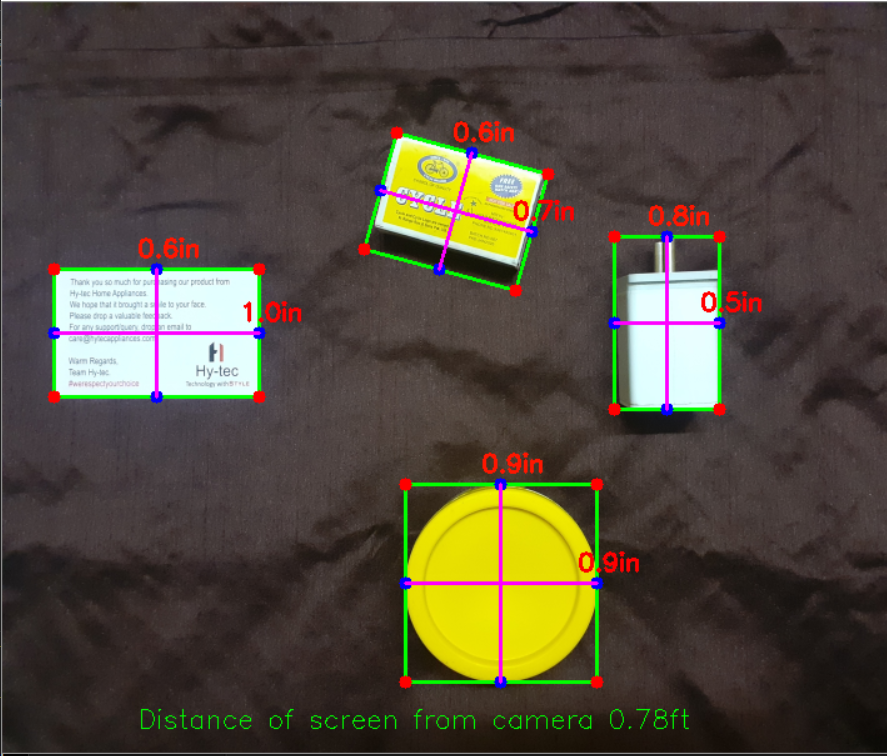 0.6in
CYCLE
FREE
0.7in
0.8in
0.5in
0.6in
1.0in
Thank you so much for purchasing our product from
Hy-tec Home Appliances.
We hope that it brought a smile to your face.
Please drop a valuable feedback.
For any support/query, drop an email to
care@hytecappliances.com
Warm Regards,
Team Hy-tec.
#werespectyourchoice
Hy-tec
Technology with STYLE
0.9in
0.9in
Distance of screen from camera 0.78ft